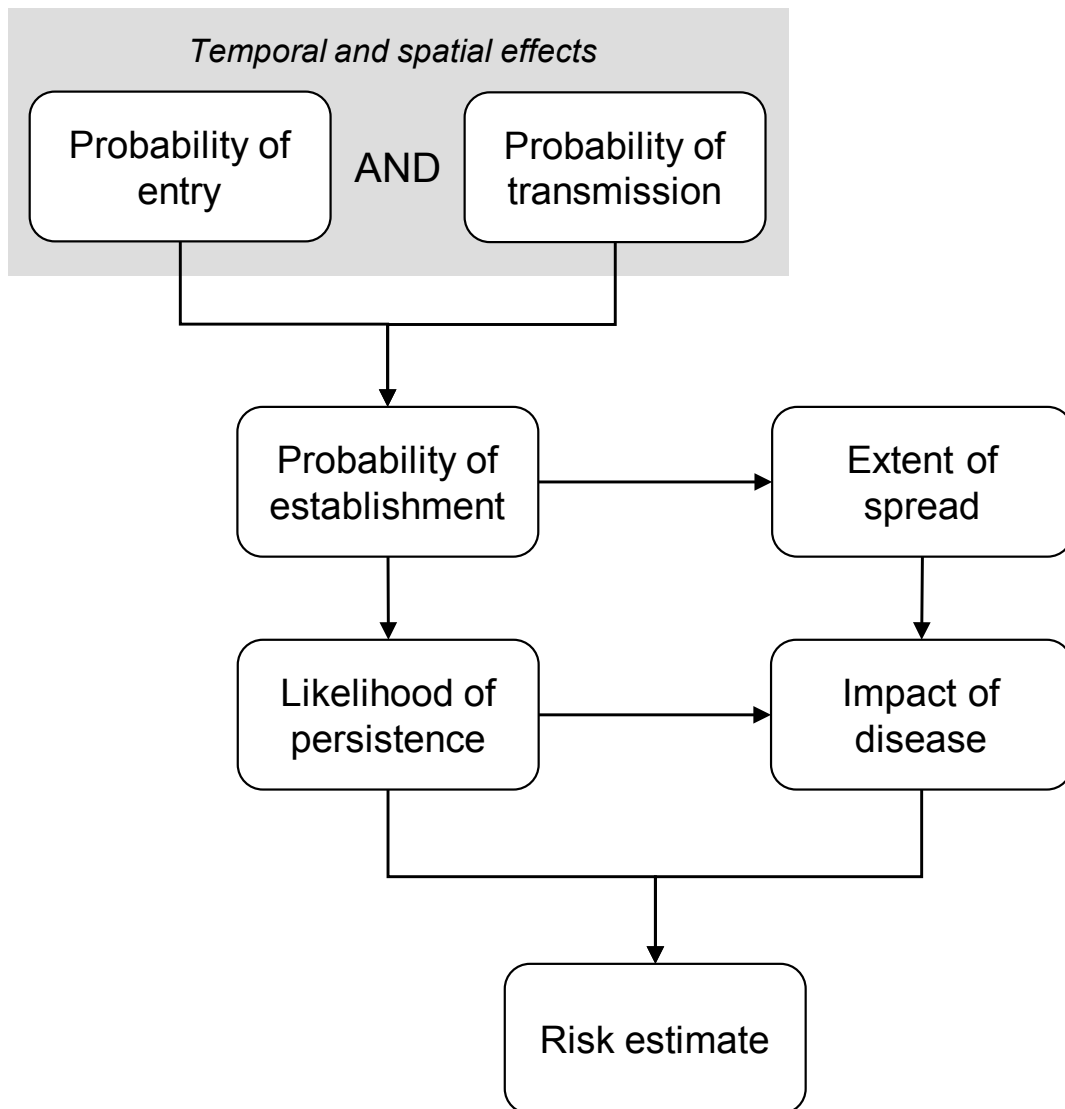 Temporal and spatial effects
Probability of
entry
AND
Probability of
transmission
Probability of
establishment
Extent of
spread
Likelihood of
persistence
Impact of
disease
Risk estimate